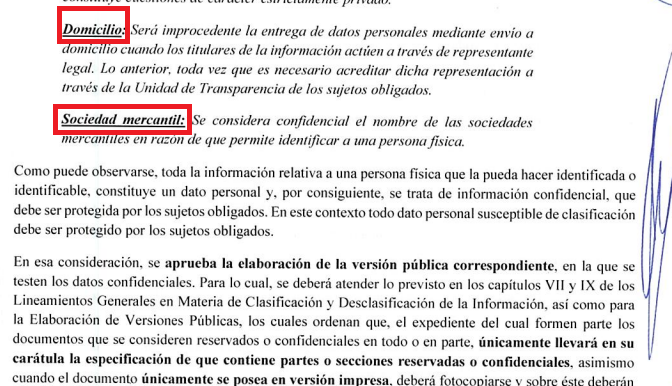 constituye cuestiones de carácter estrictamente privado.
Domicilio: Será improcedente la entrega de datos personales mediante envío a
domicilio cuando los titulares de la información actúen a través de representante
legal. Lo anterior, toda vez que es necesario acreditar dicha representación a
través de la Unidad de Transparencia de los sujetos obligados.
Sociedad mercantil: Se considera confidencial el nombre de las sociedades
mercantiles en razón de que permite identificar a una persona física.
Como puede observarse, toda la información relativa a una persona física que la pueda hacer identificada o
identificable, constituye un dato personal y, por consiguiente, se trata de información confidencial, que
debe ser protegida por los sujetos obligados. En este contexto todo dato personal susceptible de clasificación
debe ser protegido por los sujetos obligados.
En esa consideración, se aprueba la elaboración de la versión pública correspondiente, en la que se
testen los datos confidenciales. Para lo cual, se deberá atender lo previsto en los capítulos VII y IX de los
Lineamientos Generales en Materia de Clasificación y Desclasificación de la Información, así como para
la Elaboración de Versiones Públicas, los cuales ordenan que, el expediente del cual formen parte los
documentos que se consideren reservados o confidenciales en todo o en parte, únicamente llevará en su
carátula la especificación de que contiene partes o secciones reservadas o confidenciales, asimismo
cuando el documento únicamente se posea en versión impresa, deberá fotocopiarse y sobre éste deberán